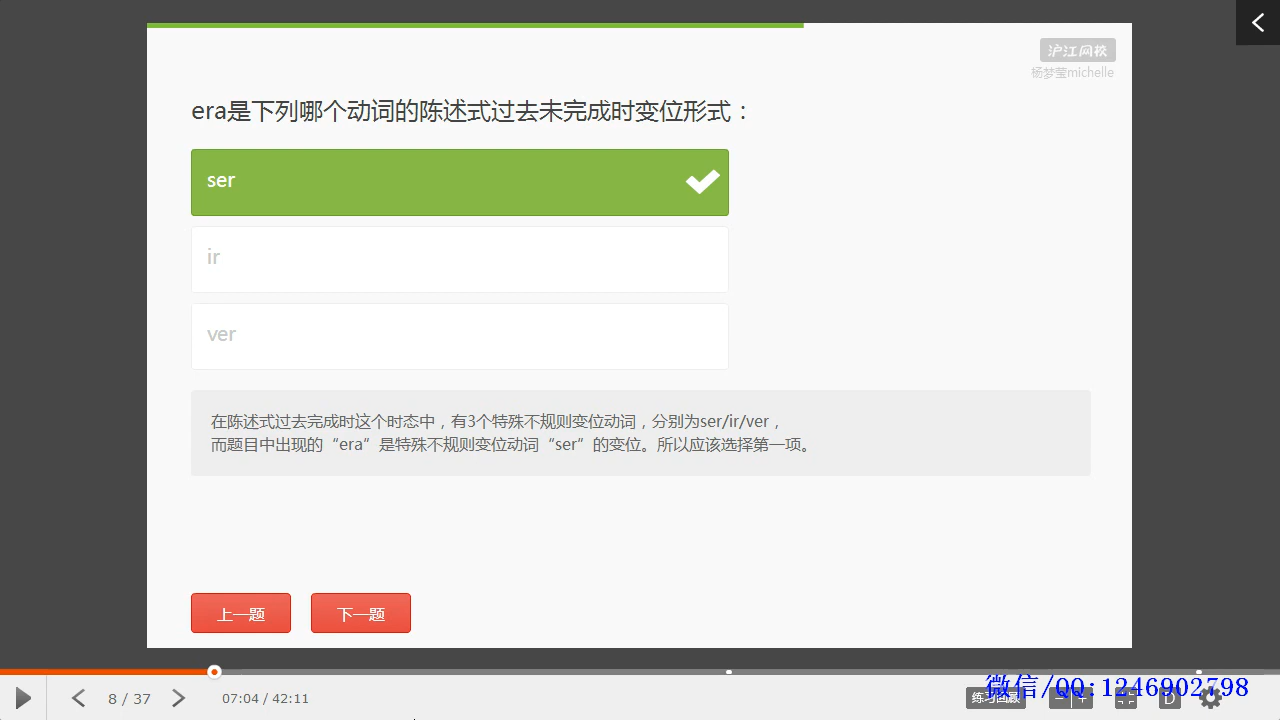 沪江网校
杨梦莹michelle
era是下列哪个动词的陈述式过去未完成时变位形式：
ser
ir
ver
在陈述式过去完成时这个时态中，有3个特殊不规则变位动词，分别为ser/ir/ver，
而题目中出现的“era”是特殊不规则变位动词“ser”的变位。所以应该选择第一项。
上一题
下一题
8 / 37
07:04 / 42:11
练习回顾
D
微信/QQ:1246902798